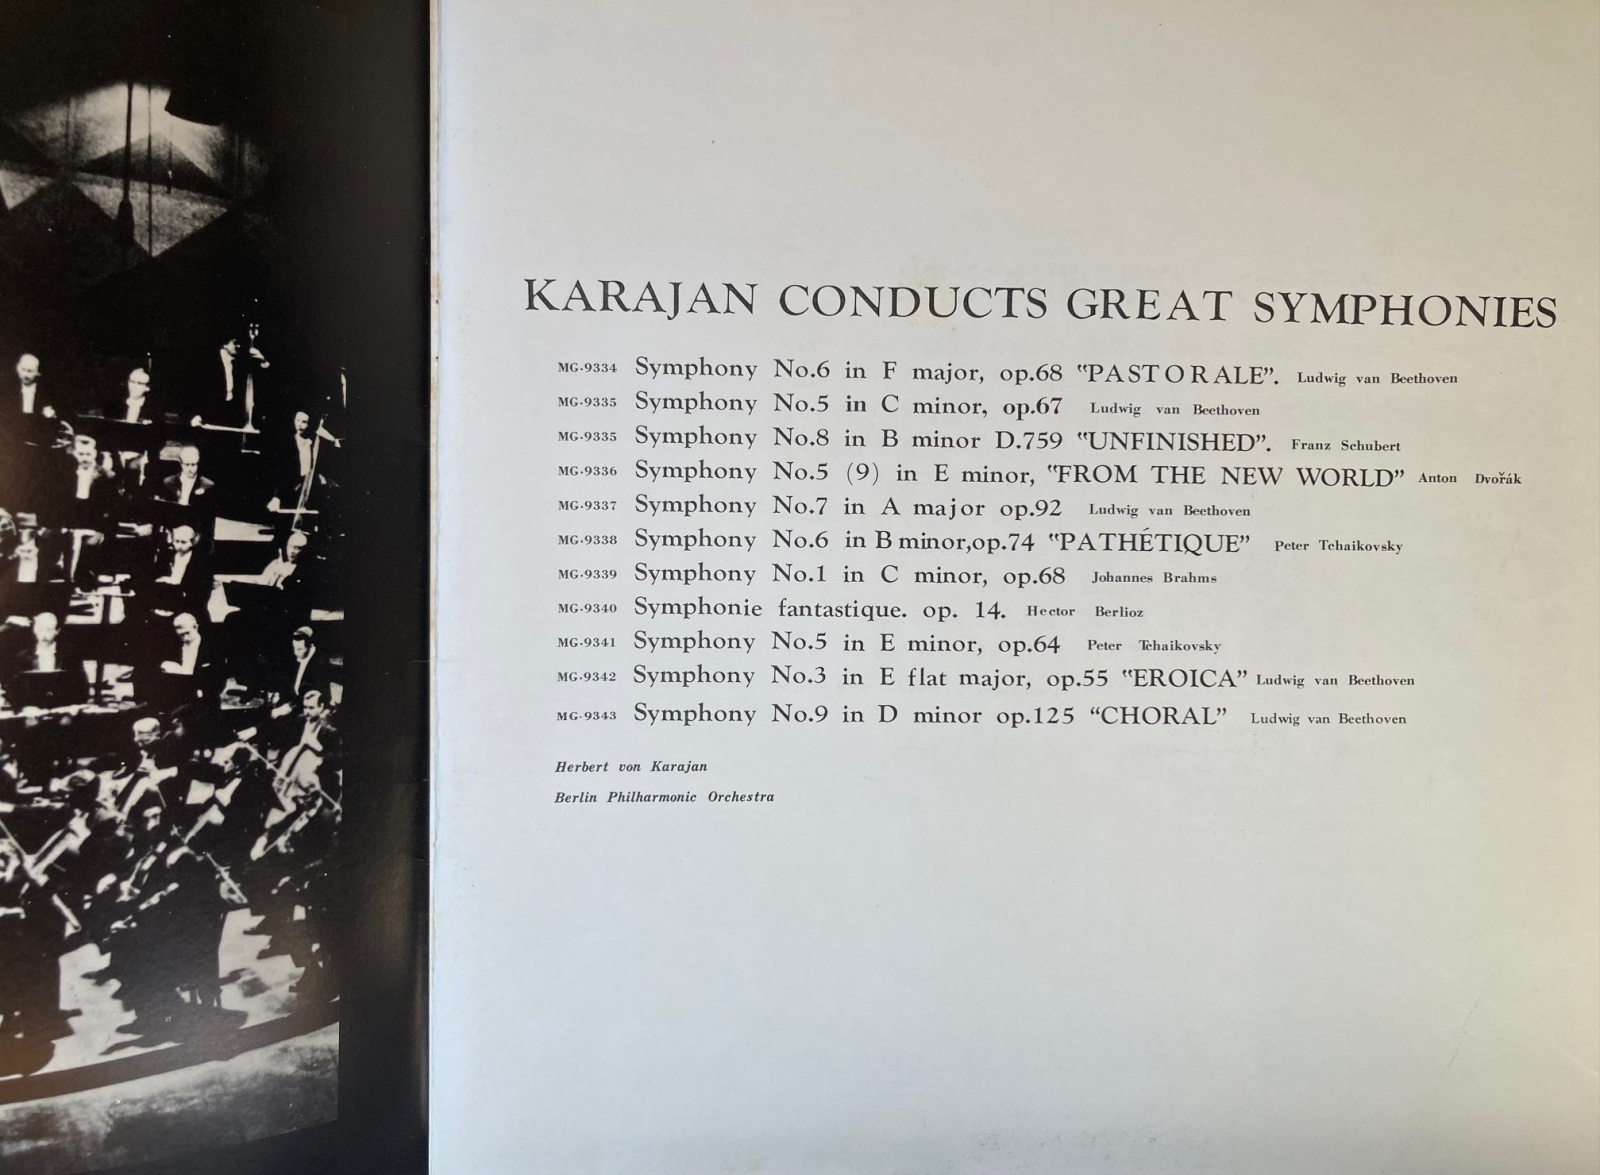 KARAJAN CONDUCTS GREAT SYMPHONIES
MG-9334 Symphony No.6 in F major, op.68 "PASTORALE". Ludwig van Beethoven
MG-9335 Symphony No.5 in C minor, op.67 Ludwig van Beethoven
MG-9335 Symphony No.8 in B minor D.759 "UNFINISHED". Franz Schubert
MG-9336 Symphony No.5 (9) in E minor, "FROM THE NEW WORLD" Anton Dvořák
MG-9337 Symphony No.7 in A major op.92 Ludwig van Beethoven
MG-9338 Symphony No.6 in B minor,op.74 "PATHÉTIQUE" Peter Tchaikovsky
MG-9339 Symphony No.1 in C minor, op.68 Johannes Brahms
MG-9340 Symphonie fantastique. op. 14. Hector Berlioz
MG-9341 Symphony No.5 in E minor, op.64 Peter Tchaikovsky
MG-9342 Symphony No.3 in E flat major, op.55 "EROICA" Ludwig van Beethoven
MG-9343 Symphony No.9 in D minor op.125 "CHORAL" Ludwig van Beethoven
Herbert von Karajan
Berlin Philharmonic Orchestra